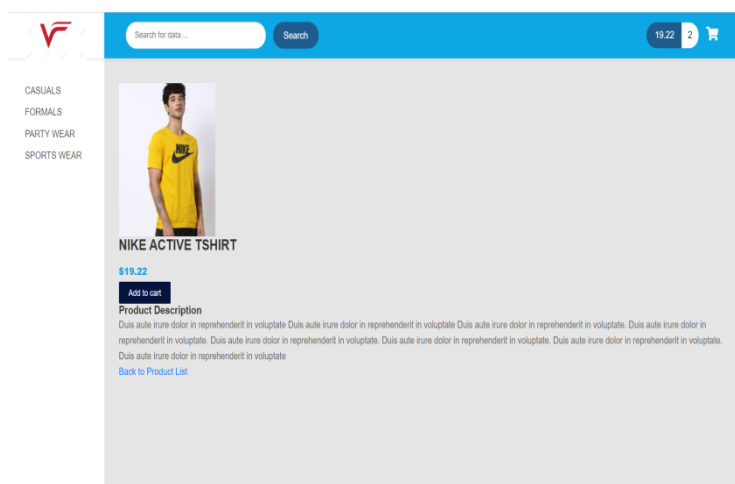 Search for data ...
Search
19.22 2
CASUALS
FORMALS
PARTY WEAR
SPORTS WEAR
NIKE
NIKE ACTIVE TSHIRT
$19.22
Add to cart
Product Description
Duis aute irure dolor in reprehenderit in voluptate Duis aute irure dolor in reprehenderit in voluptate Duis aute irure dolor in reprehenderit in voluptate. Duis aute irure dolor in
reprehenderit in voluptate. Duis aute irure dolor in reprehenderit in voluptate. Duis aute irure dolor in reprehenderit in voluptate. Duis aute irure dolor in reprehenderit in voluptate.
Duis aute irure dolor in reprehenderit in voluptate
Back to Product List